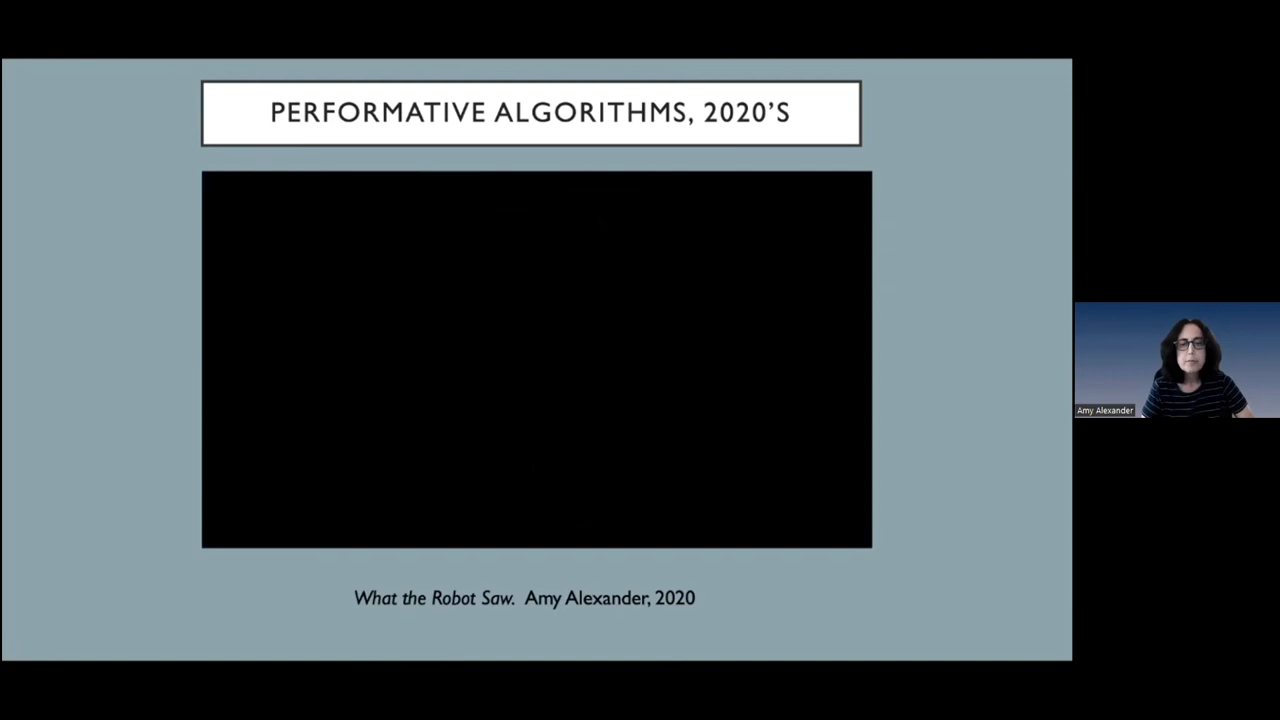 PERFORMATIVE ALGORITHMS, 2020’S
What the Robot Saw. Amy Alexander, 2020
Amy Alexander